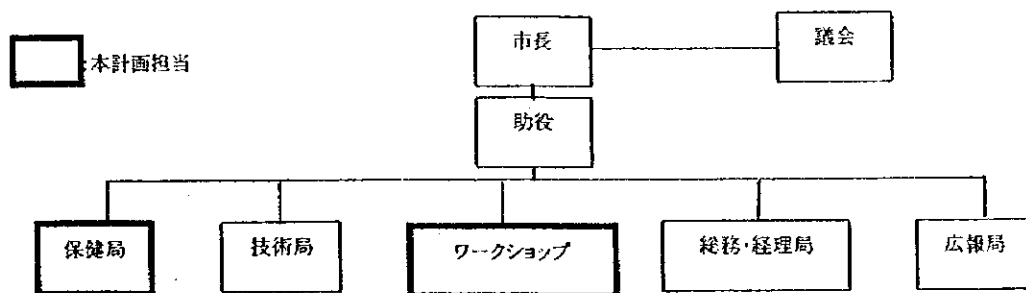 市長
議会
:本計画担当
助役
保健局
技術局
ワークショップ
総務・経理局
広報局